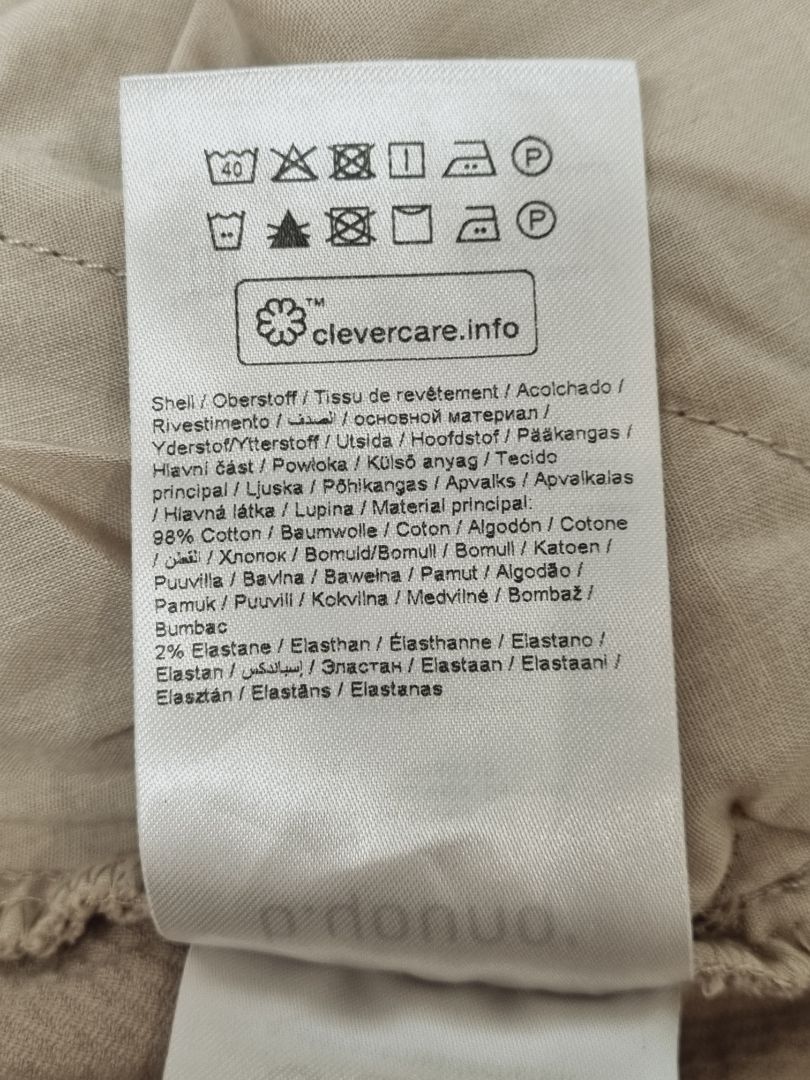 40 P
P
™
clevercare.info
Shell / Oberstoff / Tissu de revêtement / Acolchado /
Rivestimento / الصدف / основной материал /
Yderstof/Ytterstoff / Utsida / Hoofdstof / Pääkangas /
Hlavní část / Powłoka / Külső anyag / Tecido
principal / Ljuska / Põhikangas / Apvalks / Apvalkalas
/ Hlavná látka / Lupina / Material principal:
98% Cotton / Baumwolle / Coton / Algodón / Cotone
/ القطن / Хлопок / Bomuld/Bomull / Bomull / Katoen /
Puuvilla / Bavlna / Bawełna / Pamut / Algodão /
Pamuk / Puuvill / Kokvilna / Medvilnė / Bombaž /
Bumbac
2% Elastane / Elasthan / Élasthanne / Elastano /
Elastan / إسباندكس / Эластан / Elastaan / Elastaani /
Elasztán / Elastāns / Elastanas